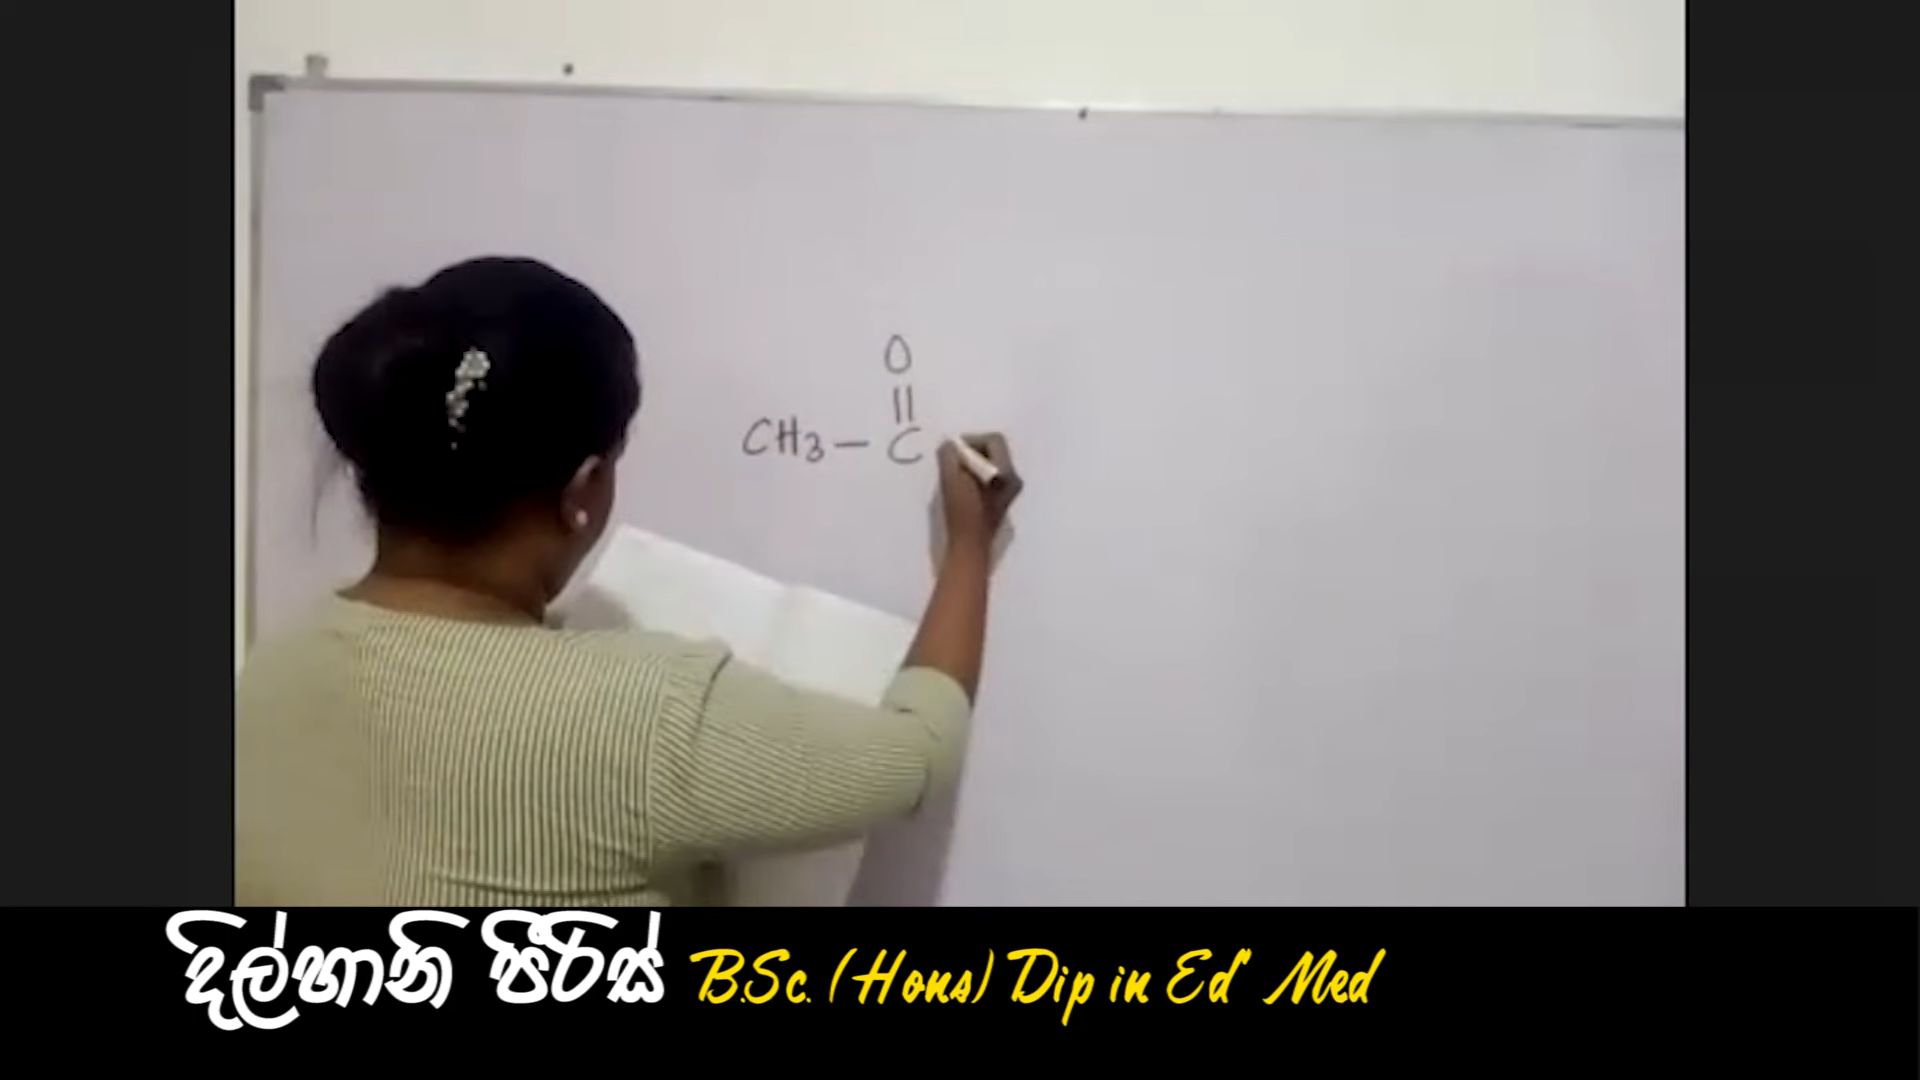 O
||
CH3 — C
දිල්හානි පීරිස් B.Sc. (Hons) Dip in Ed Med